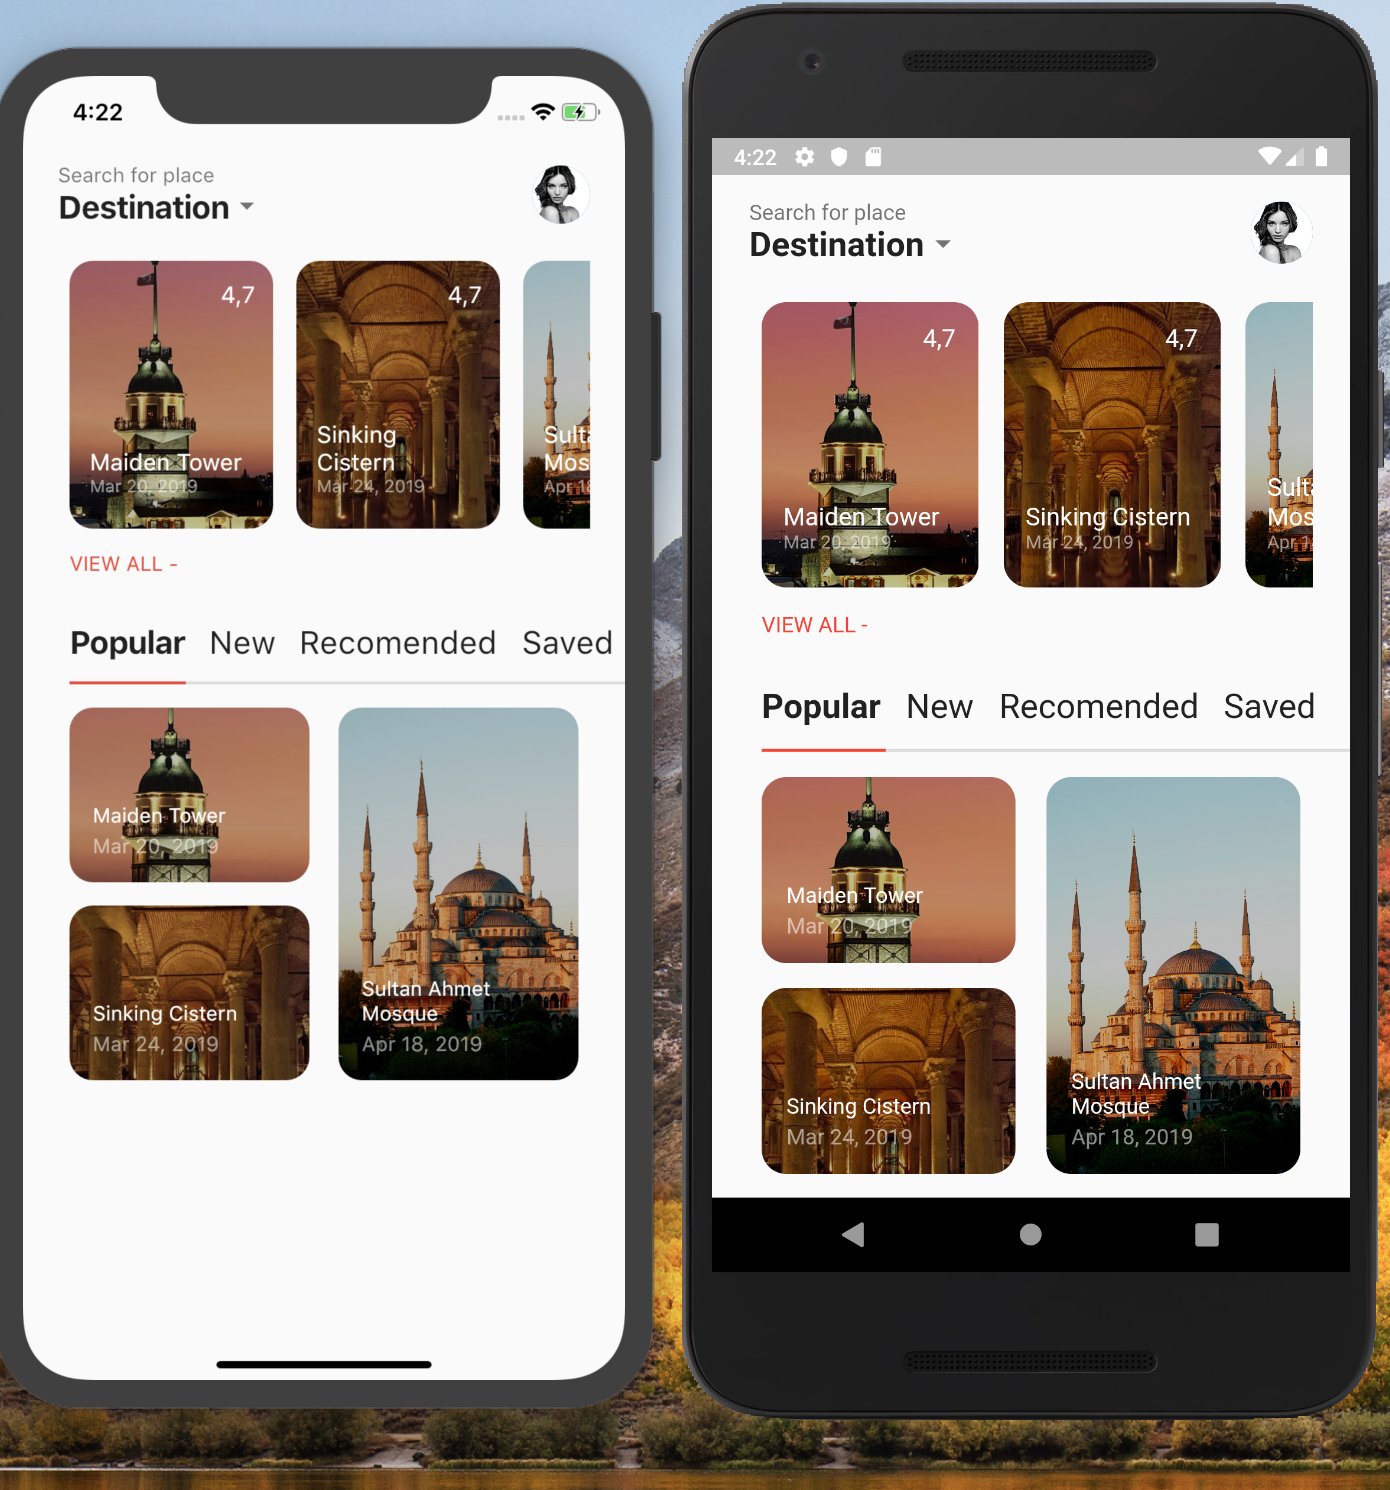 4:22
Search for place
Destination
4,7
Maiden Tower
Mar 20, 2019
4,7
Sinking
Cistern
Mar 24, 2019
Sulta
Mos
Apr 18
VIEW ALL -
Popular New Recomended Saved
Maiden Tower
Mar 20, 2019
Sinking Cistern
Mar 24, 2019
Sultan Ahmet
Mosque
Apr 18, 2019
4:22
Search for place
Destination
4,7
Maiden Tower
Mar 20, 2019
4,7
Sinking Cistern
Mar 24, 2019
Sulta
Mos
Apr 1
VIEW ALL -
Popular New Recomended Saved
Maiden Tower
Mar 20, 2019
Sinking Cistern
Mar 24, 2019
Sultan Ahmet
Mosque
Apr 18, 2019